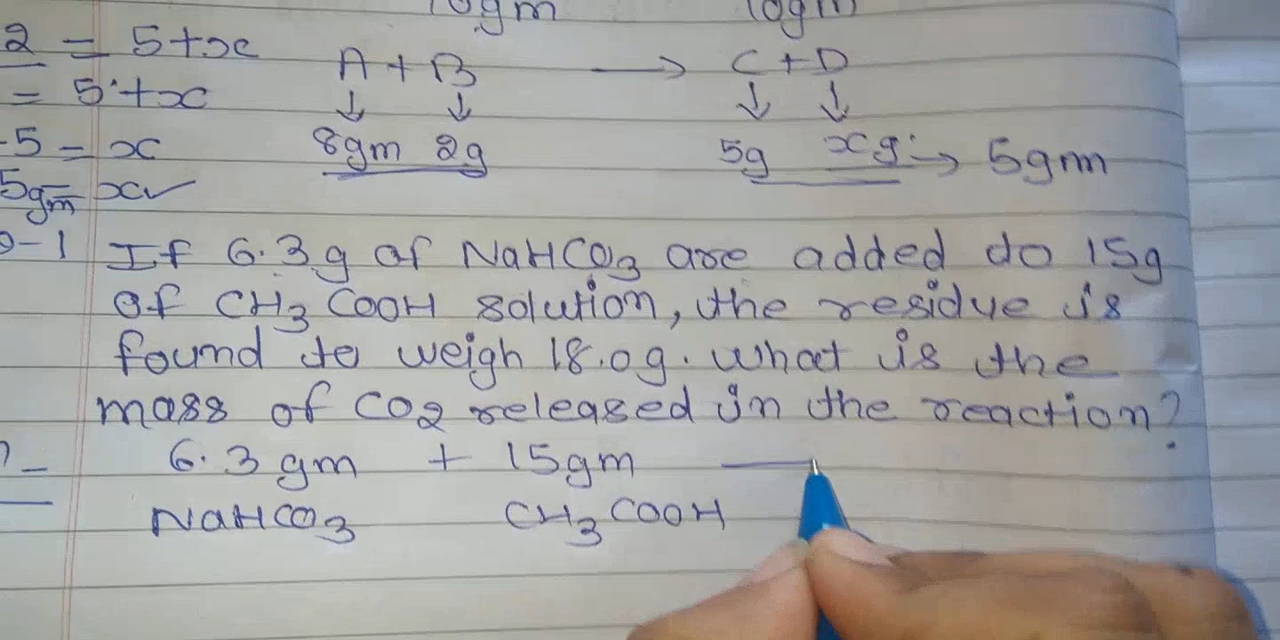 10gm 10gm
2 = 5+x A + B → C + D
= 5+x ↓ ↓ ↓ ↓
-5 = x 8gm 2g 5g xg → 5gm
5gm = x✓
-1 If 6.3g of NaHCO3 are added to 15g
of CH3COOH solution, the residue is
found to weigh 18.0g. What is the
mass of CO2 released in the reaction?
6.3 gm + 15gm
NaHCO3 CH3COOH